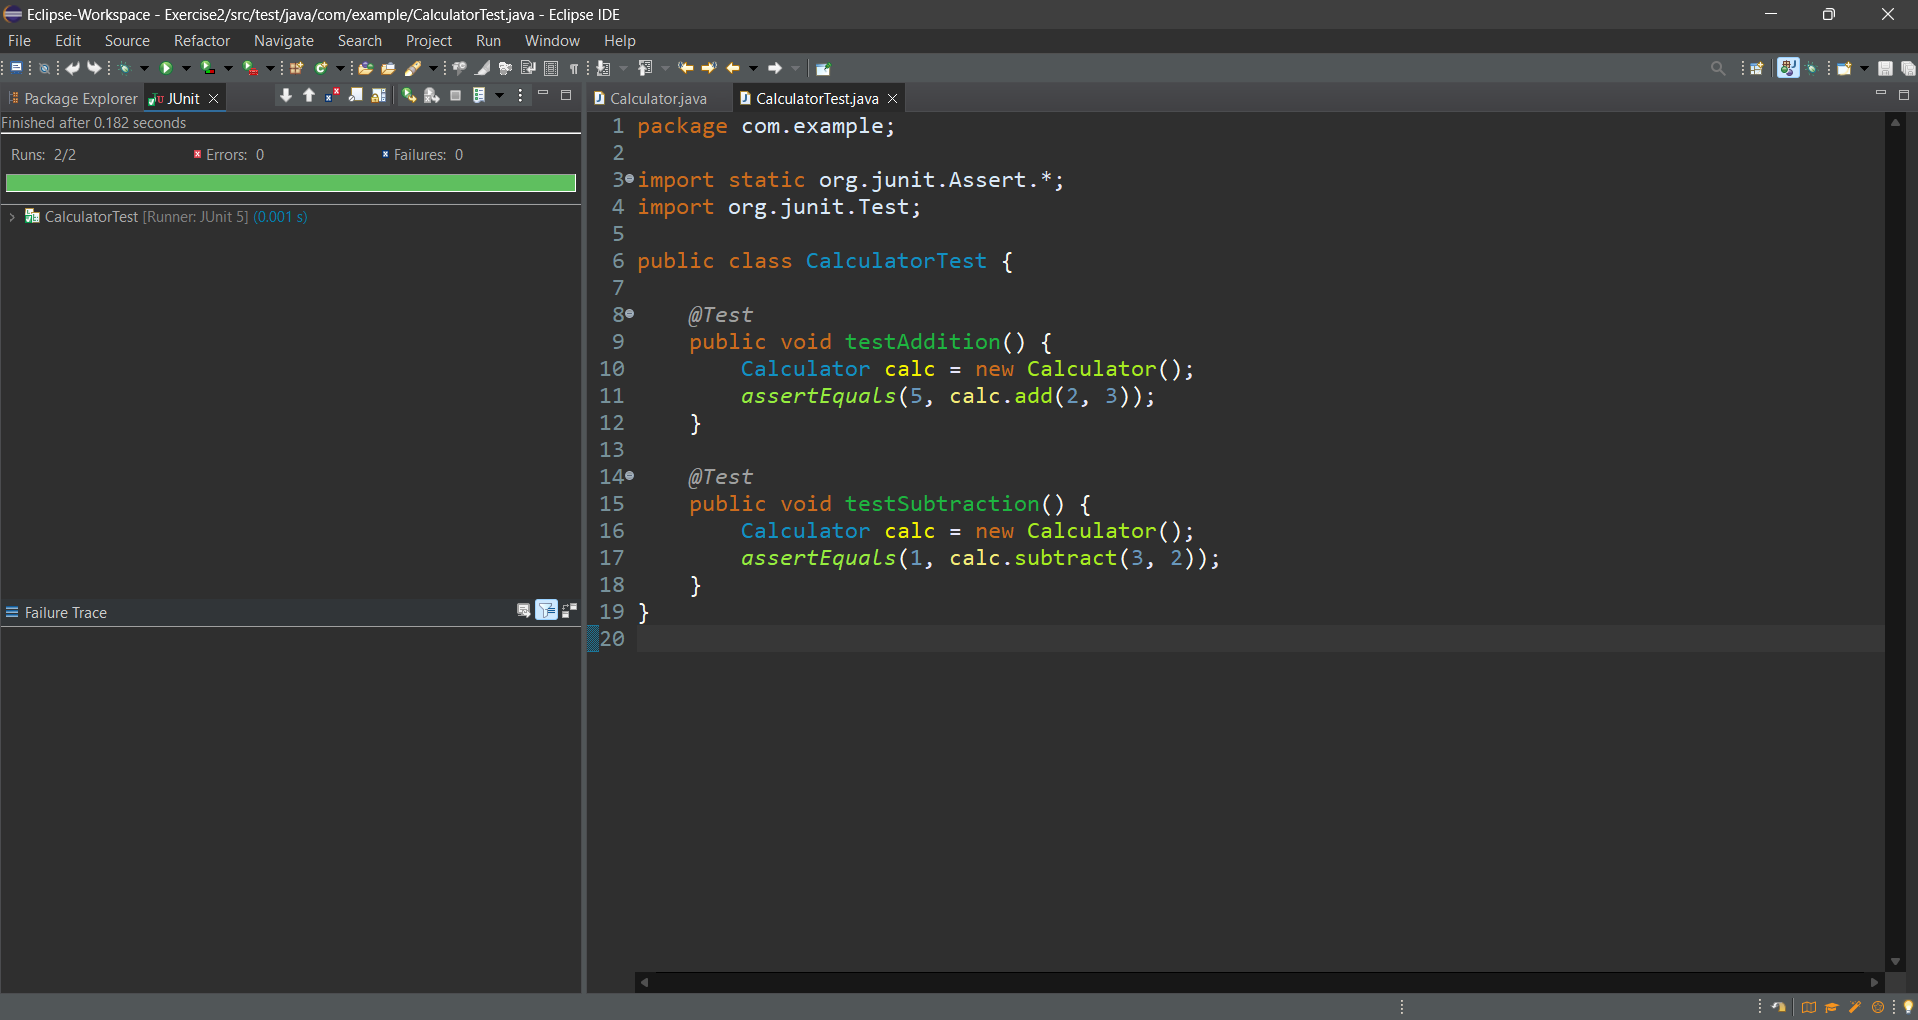 Eclipse-Workspace - Exercise2/src/test/java/com/example/CalculatorTest.java - Eclipse IDE
File Edit Source Refactor Navigate Search Project Run Window Help
Package Explorer JUnit
Finished after 0.182 seconds
Runs: 2/2 Errors: 0 Failures: 0
CalculatorTest [Runner: JUnit 5] (0.001 s)
Failure Trace
Calculator.java CalculatorTest.java
1 package com.example;
2
3 import static org.junit.Assert.*;
4 import org.junit.Test;
5
6 public class CalculatorTest {
7
8 @Test
9 public void testAddition() {
10 Calculator calc = new Calculator();
11 assertEquals(5, calc.add(2, 3));
12 }
13
14 @Test
15 public void testSubtraction() {
16 Calculator calc = new Calculator();
17 assertEquals(1, calc.subtract(3, 2));
18 }
19 }
20